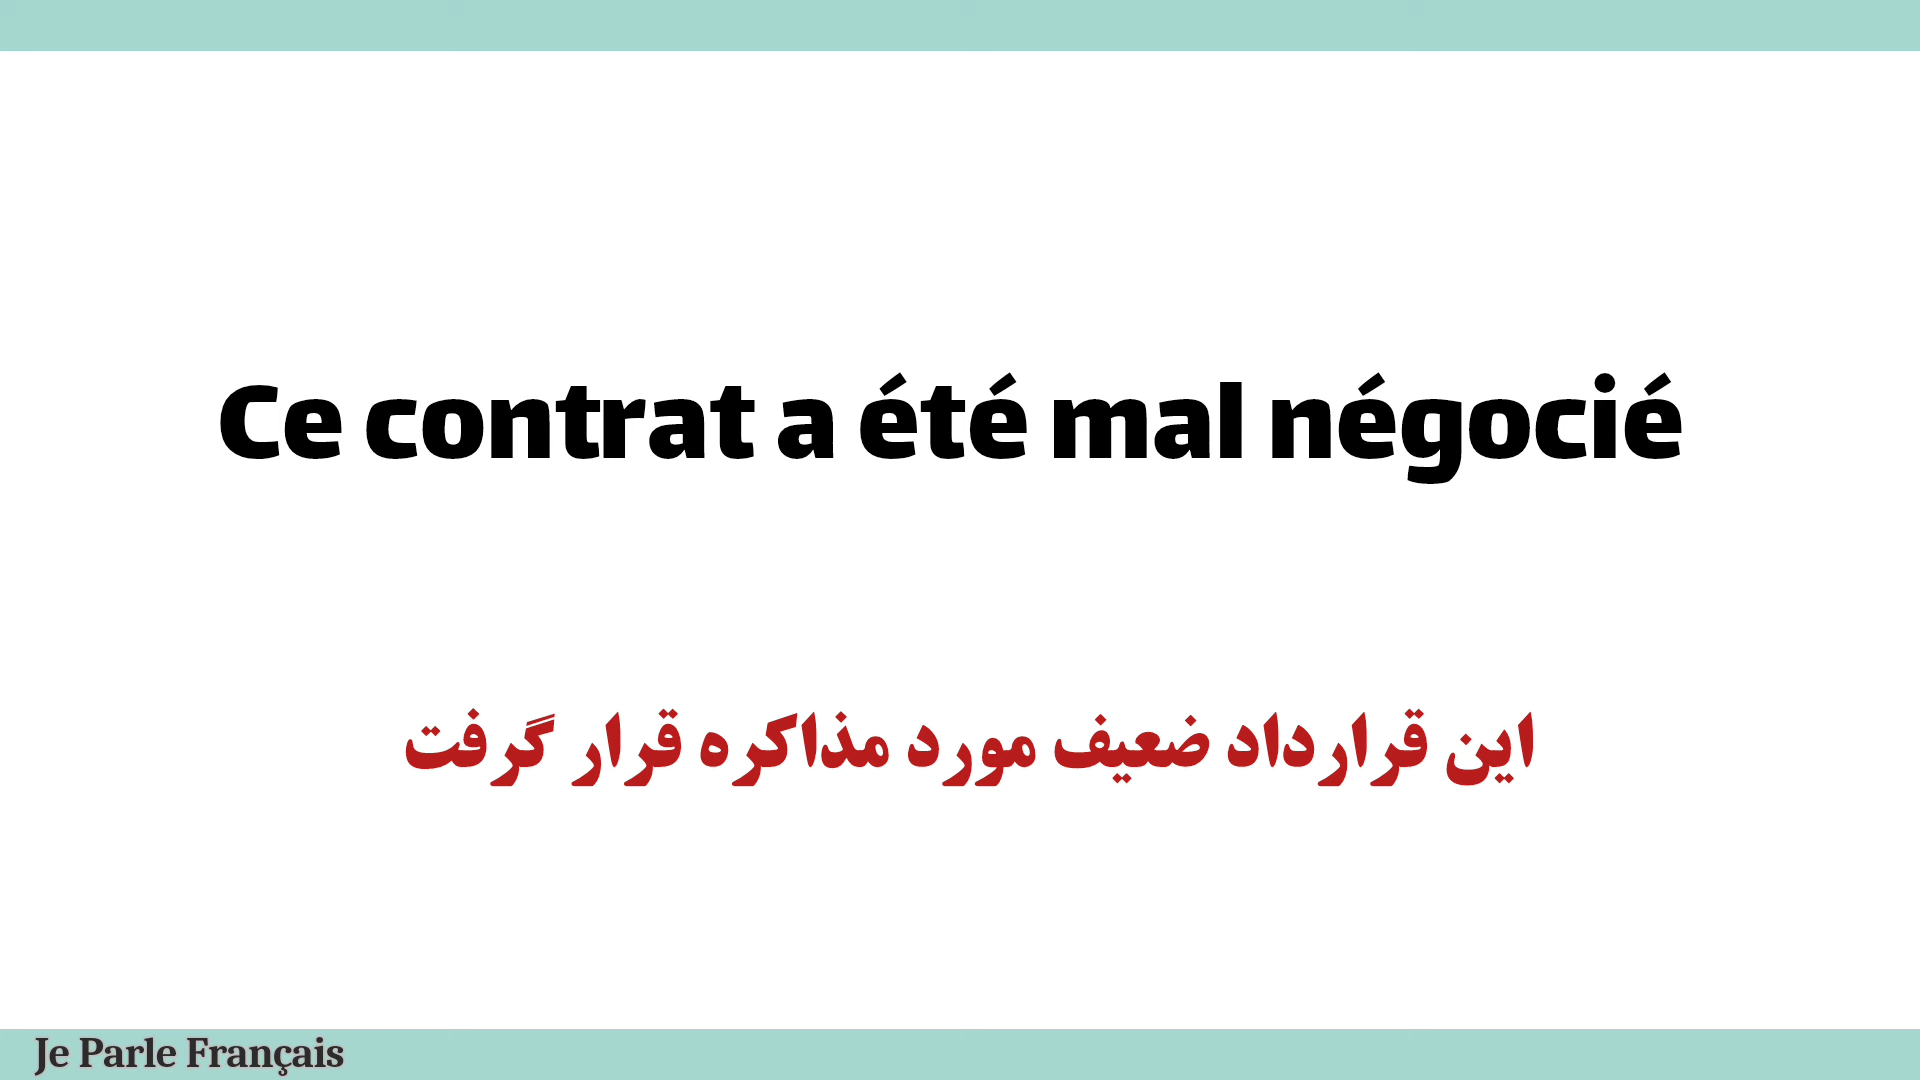 Ce contrat a été mal négocié
این قرارداد ضعیف مورد مذاکره قرار گرفت
Je Parle Français